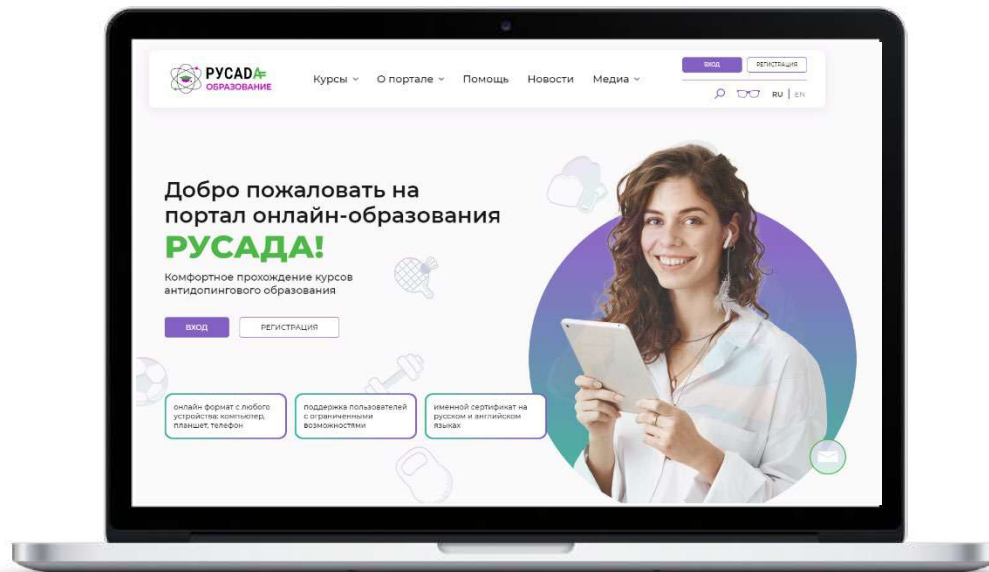 РУСАДА
ОБРАЗОВАНИЕ
Курсы
О портале
Помощь
Новости
Медиа
ВХОД
РЕГИСТРАЦИЯ
RU | EN
Добро пожаловать на
портал онлайн-образования
РУСАДА!
Комфортное прохождение курсов
антидопингового образования
ВХОД
РЕГИСТРАЦИЯ
онлайн формат с любого
устройства: компьютер,
планшет, телефон
поддержка пользователей
с ограниченными
возможностями
именной сертификат на
русском и английском
языках